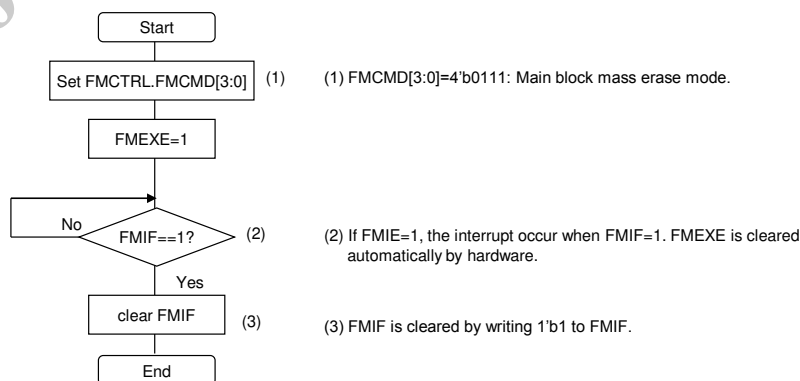 Start
Set FMCTRL.FMCMD[3:0] (1) (1) FMCMD[3:0]=4'b0111: Main block mass erase mode.
FMEXE=1
No
FMIF==1? (2) (2) If FMIE=1, the interrupt occur when FMIF=1. FMEXE is cleared
automatically by hardware.
Yes
clear FMIF (3) (3) FMIF is cleared by writing 1'b1 to FMIF.
End